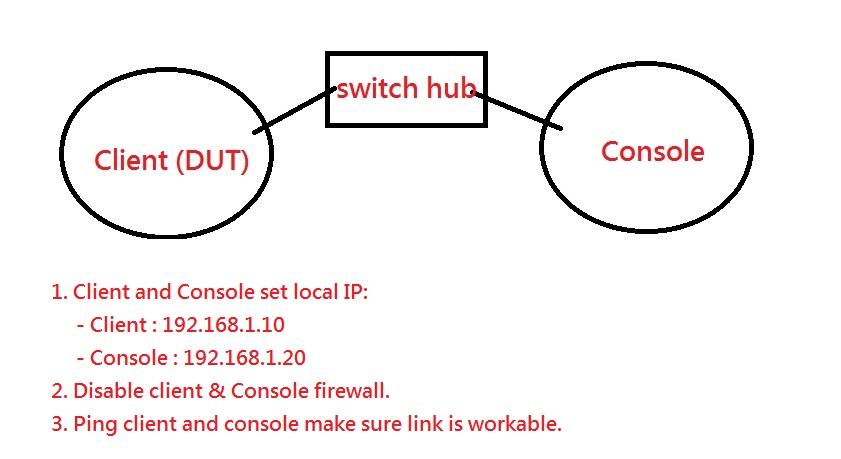 switch hub
Client (DUT)
Console
1. Client and Console set local IP:
- Client : 192.168.1.10
- Console : 192.168.1.20
2. Disable client & Console firewall.
3. Ping client and console make sure link is workable.